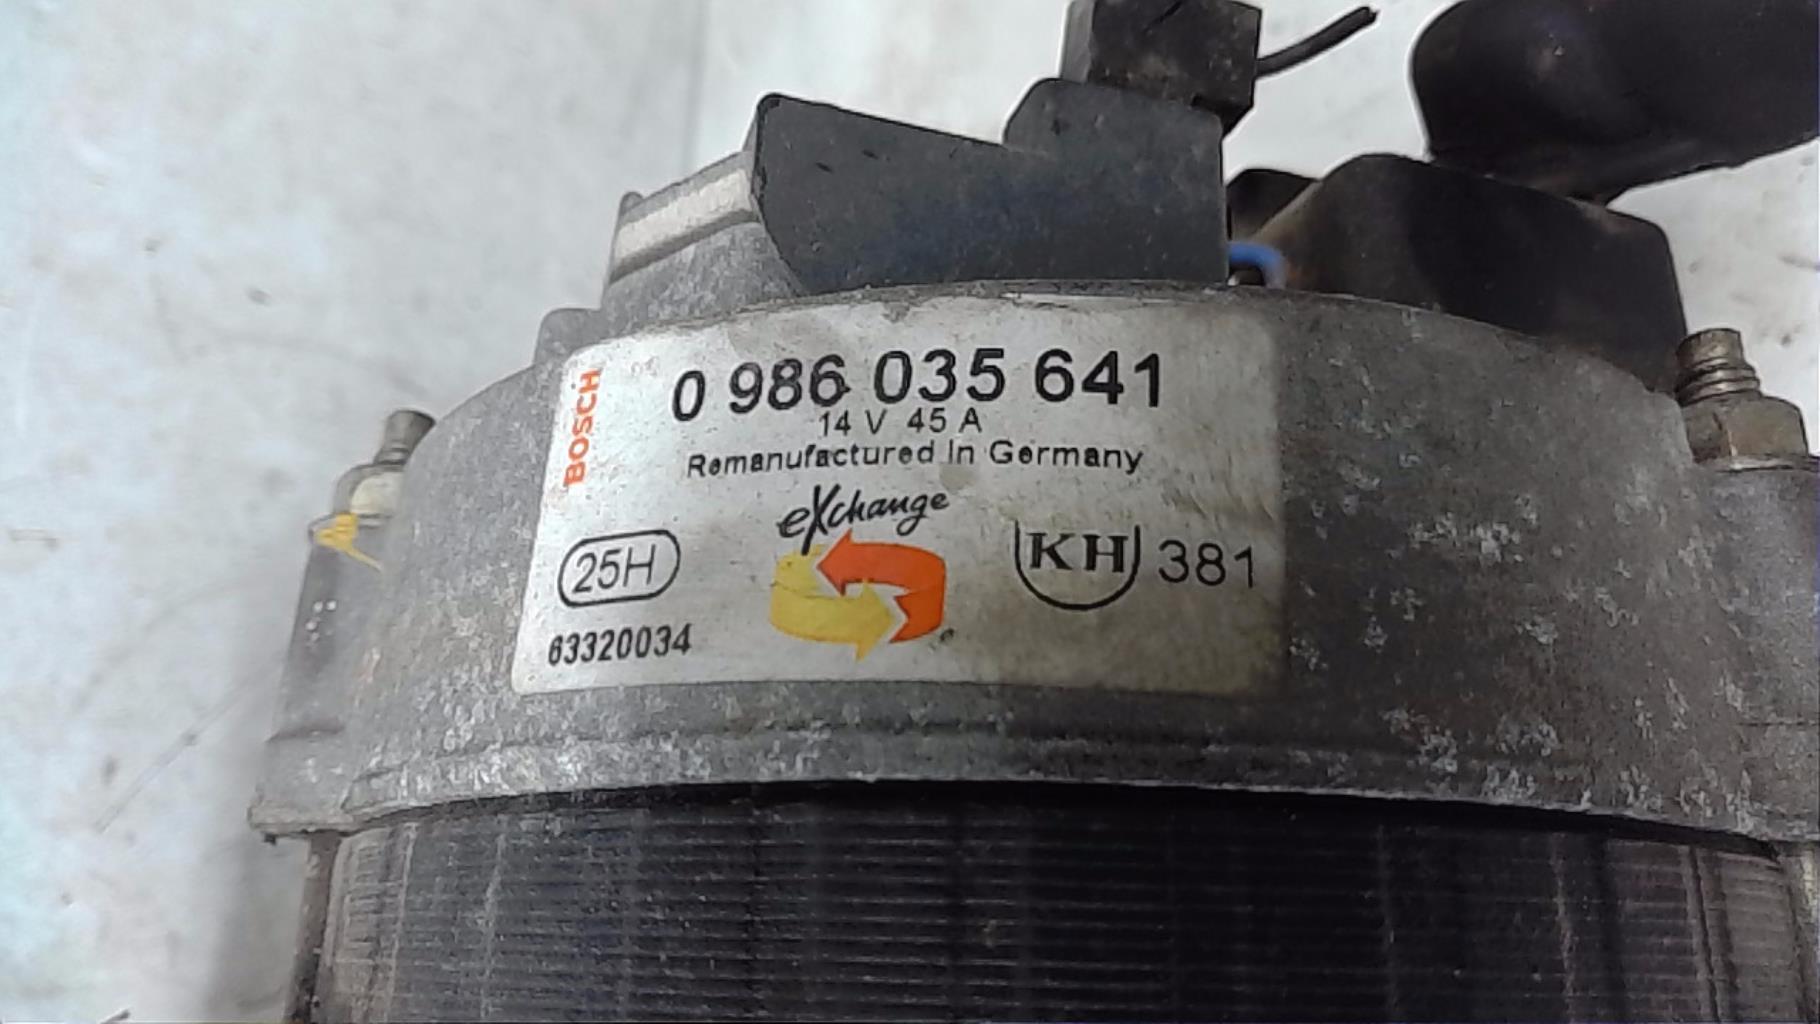 BOSCH
0 986 035 641
14 V 45 A
Remanufactured In Germany
eXchange
25H
KH 381
63320034